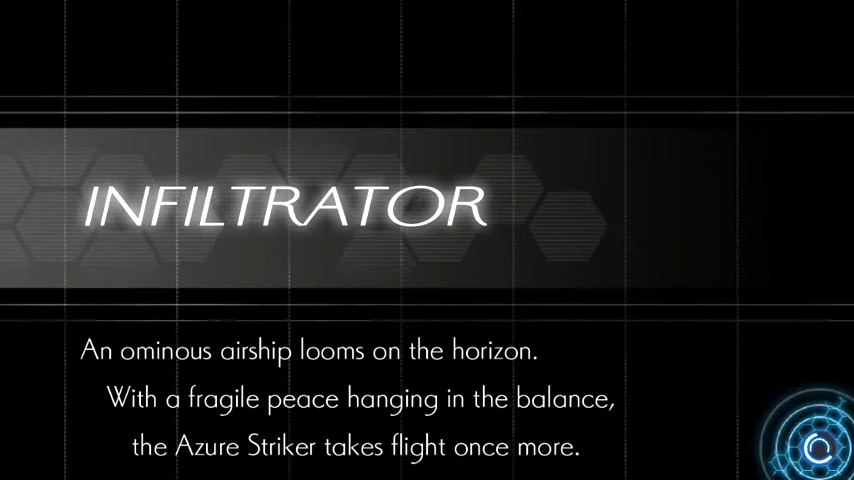 INFILTRATOR
An ominous airship looms on the horizon.
With a fragile peace hanging in the balance,
the Azure Striker takes flight once more.